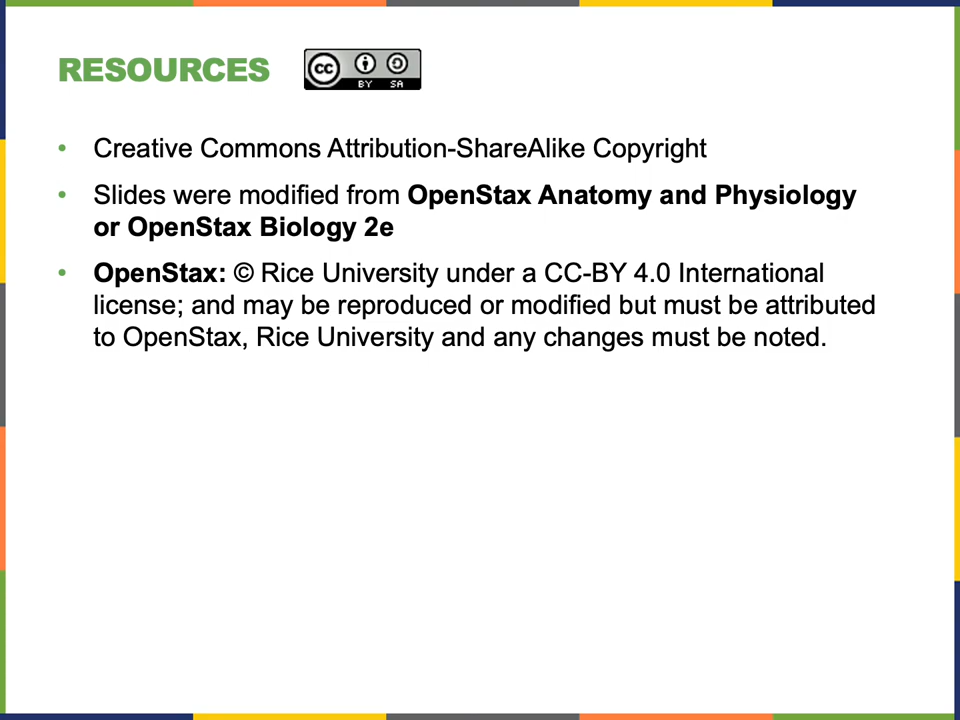 RESOURCES
cc BY SA
• Creative Commons Attribution-ShareAlike Copyright
• Slides were modified from OpenStax Anatomy and Physiology
or OpenStax Biology 2e
• OpenStax: © Rice University under a CC-BY 4.0 International
license; and may be reproduced or modified but must be attributed
to OpenStax, Rice University and any changes must be noted.